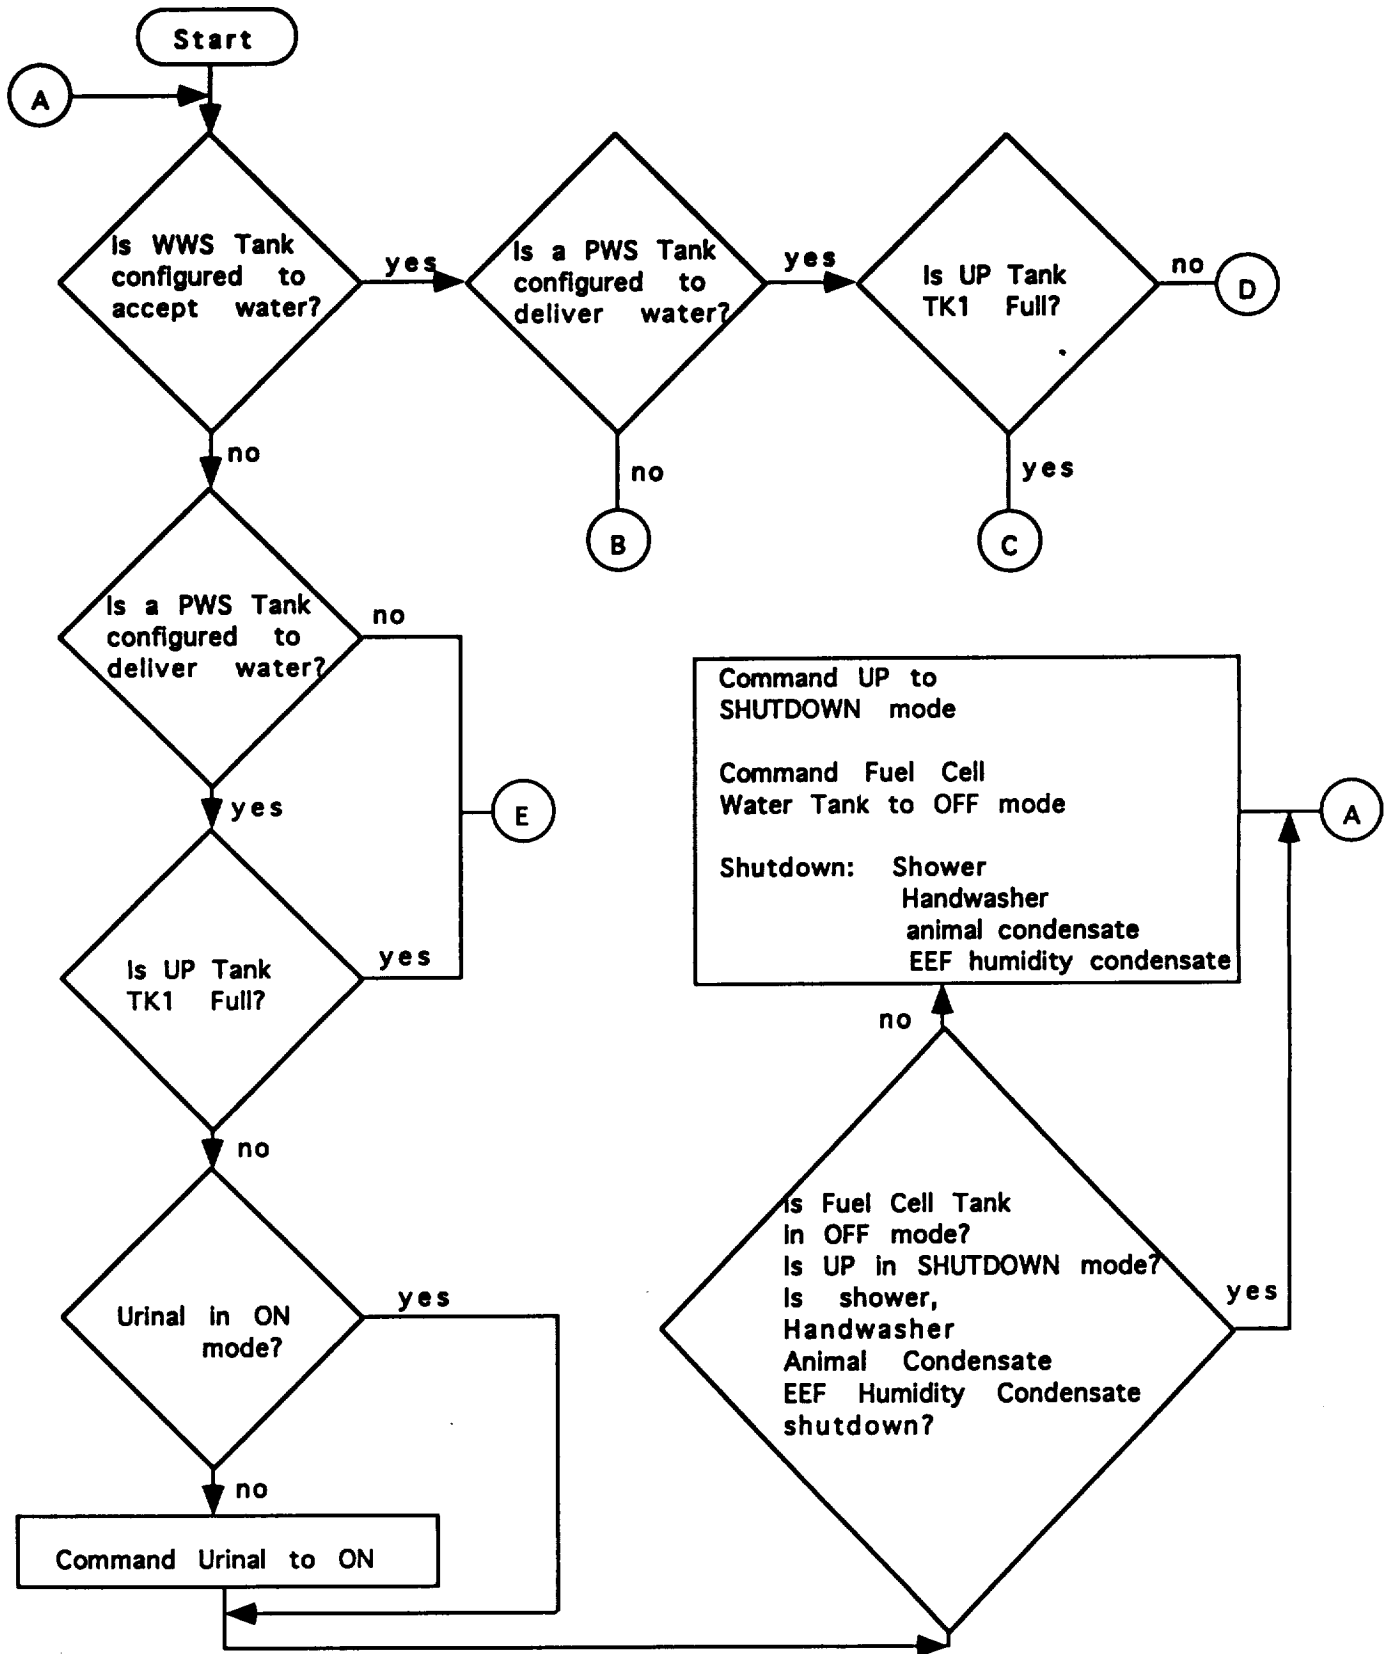 Start
A
Is WWS Tank
configured to
accept water?
yes
Is a PWS Tank
configured to
deliver water?
yes
Is UP Tank
TK1 Full?
no
D
no
no
B
yes
C
Is a PWS Tank
configured to
deliver water?
no
yes
E
Is UP Tank
TK1 Full?
yes
no
Urinal in ON
mode?
yes
no
Command Urinal to ON
Command UP to
SHUTDOWN mode
Command Fuel Cell
Water Tank to OFF mode
Shutdown: Shower
Handwasher
animal condensate
EEF humidity condensate
A
no
Is Fuel Cell Tank
in OFF mode?
Is UP in SHUTDOWN mode?
Is shower,
Handwasher
Animal Condensate
EEF Humidity Condensate
shutdown?
yes